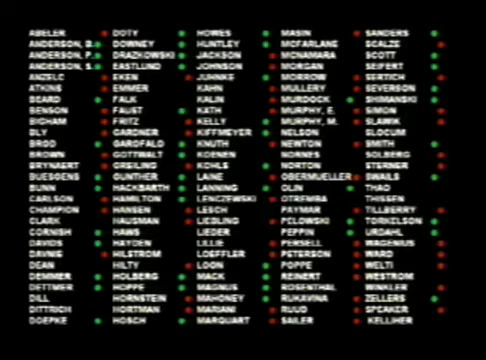 ABELER DOTY HOWES MASIN SANDERS
ANDERSON, B. DOWNEY HUNTLEY MCFARLANE SCALZE
ANDERSON, P. DRAZKOWSKI JACKSON MCNAMARA SCOTT
ANDERSON, S. EASTLUND JOHNSON MORGAN SEIFERT
ANZELC EKEN JUHNKE MORROW SERTICH
ATKINS EMMER KAHN MULLERY SEVERSON
BEARD FALK KALIN MURDOCK SHIMANSKI
BENSON FAUST KATH MURPHY, E. SIMON
BIGHAM FRITZ KELLY MURPHY, M. SLAWIK
BLY GARDNER KIFFMEYER NELSON SLOCUM
BROD GAROFALO KNUTH NEWTON SMITH
BROWN GOTTWALT KOENEN NORNES SOLBERG
BRYNAERT GREILING KOHLS NORTON STERNER
BUESGENS GUNTHER LAINE OBERMUELLER SWAILS
BUNN HACKBARTH LANNING OLIN THAO
CARLSON HAMILTON LENCZEWSKI OTREMBA THISSEN
CHAMPION HANSEN LESCH PAYMAR TILLBERRY
CLARK HAUSMAN LIEBLING PELOWSKI TORKELSON
CORNISH HAWS LIEDER PEPPIN URDAHL
DAVIDS HAYDEN LILLIE PERSELL WAGENIUS
DAVNIE HILSTROM LOEFFLER PETERSON WARD
DEAN HILTY LOON POPPE WELTI
DEMMER HOLBERG MACK REINERT WESTROM
DETTMER HOPPE MAGNUS ROSENTHAL WINKLER
DILL HORNSTEIN MAHONEY RUKAVINA ZELLERS
DITTRICH HORTMAN MARIANI RUUD SPEAKER
DOEPKE HOSCH MARQUART SAILER KELLIHER